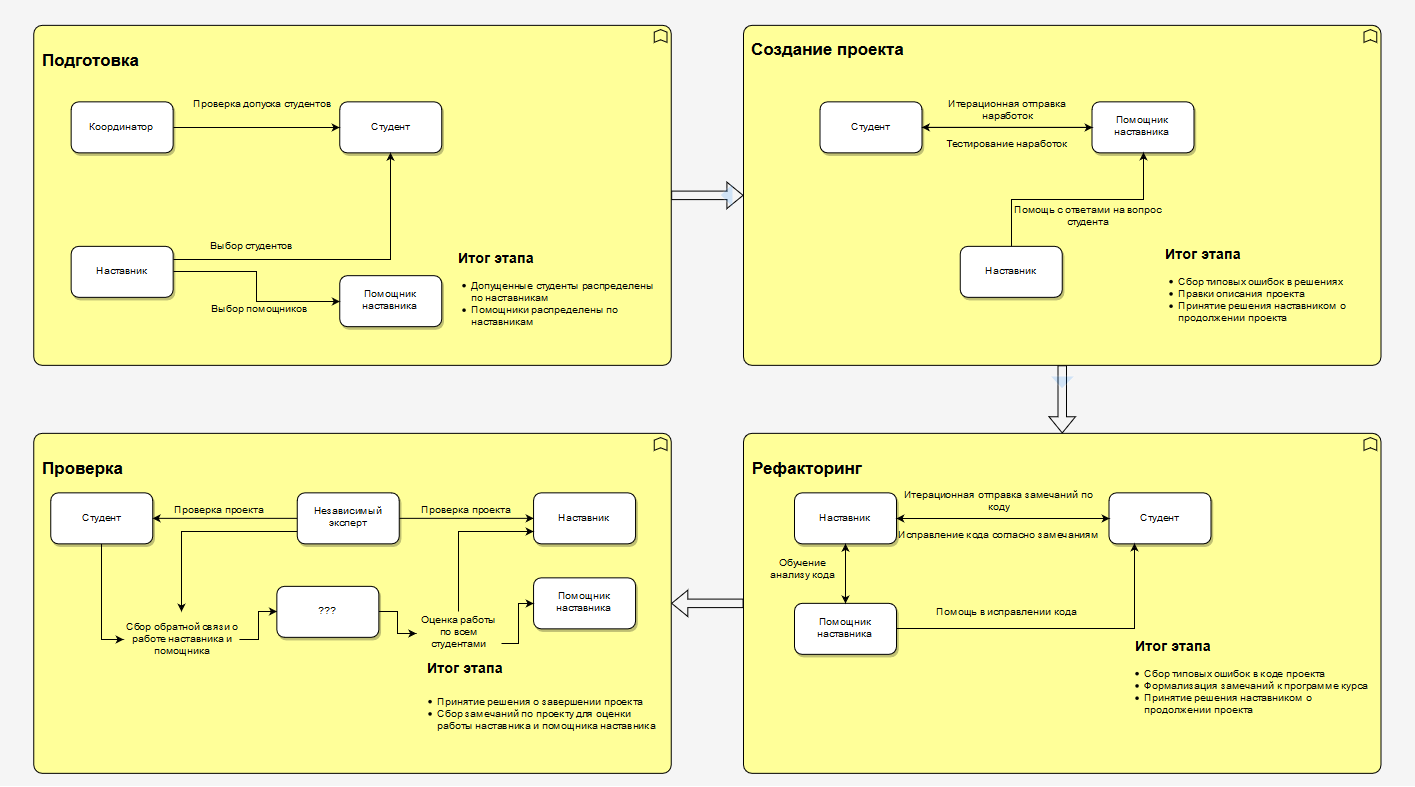 Подготовка
Проверка допуска студентов
Координатор
Студент
Выбор студентов
Наставник
Помощник
наставника
Выбор помощников
Итог этапа
Допущенные студенты распределены
по наставникам
Помощники распределены по
наставникам
Создание проекта
Итерационная отправка
наработок
Студент
Помощник
наставника
Тестирование наработок
Помощь с ответами на вопрос
студента
Наставник
Итог этапа
Сбор типовых ошибок в решениях
Правки описания проекта
Принятие решения наставником о
продолжении проекта
Проверка
Студент
Проверка проекта
Независимый
эксперт
Проверка проекта
Наставник
Помощник
наставника
???
Сбор обратной связи о
работе наставника и
помощника
Оценка работы
по всем
студентами
Итог этапа
Принятие решения о завершении проекта
Сбор замечаний по проекту для оценки
работы наставника и помощника наставника
Рефакторинг
Итерационная отправка замечаний по
коду
Наставник
Студент
Исправление кода согласно замечаниям
Обучение
анализу кода
Помощь в исправлении кода
Помощник
наставника
Итог этапа
Сбор типовых ошибок в коде проекта
Формализация замечаний к программе курса
Принятие решения наставником о
продолжении проекта